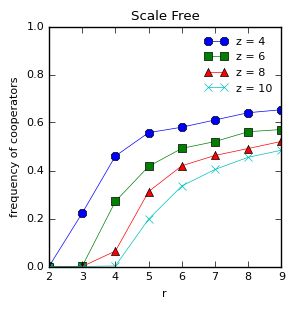 Scale Free
1.0
0.8
0.6
0.4
0.2
0.0
frequency of cooperators
z = 4
z = 6
z = 8
z = 10
2 3 4 5 6 7 8 9
r